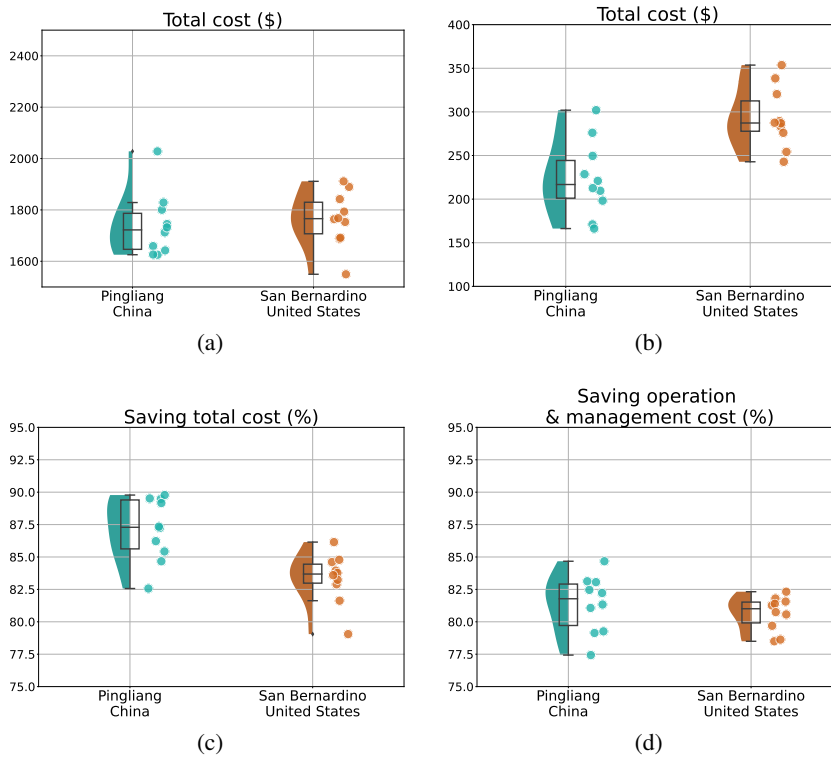 Total cost ($)
2400
2200
2000
1800
1600
Pingliang
China
San Bernardino
United States
(a)
Total cost ($)
400
350
300
250
200
150
100
Pingliang
China
San Bernardino
United States
(b)
Saving total cost (%)
95.0
92.5
90.0
87.5
85.0
82.5
80.0
77.5
75.0
Pingliang
China
San Bernardino
United States
(c)
Saving operation
& management cost (%)
95.0
92.5
90.0
87.5
85.0
82.5
80.0
77.5
75.0
Pingliang
China
San Bernardino
United States
(d)